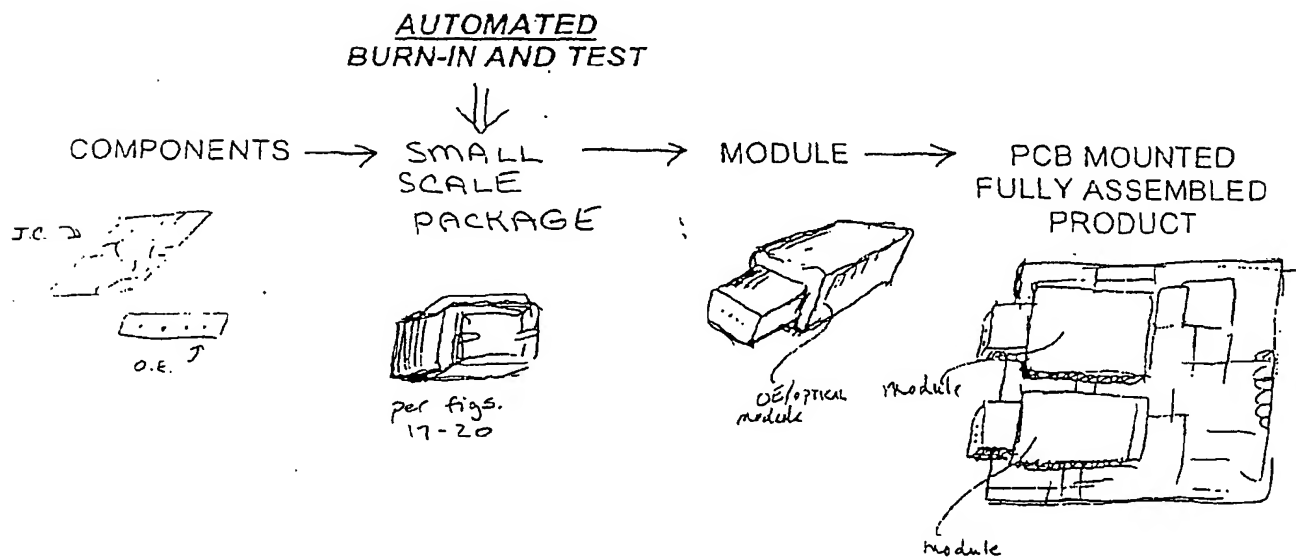 AUTOMATED
BURN-IN AND TEST
COMPONENTS
SMALL
SCALE
PACKAGE
MODULE
PCB MOUNTED
FULLY ASSEMBLED
PRODUCT
I.C.
O.E.
per figs.
17-20
OE/OPTICAL
module
module
module